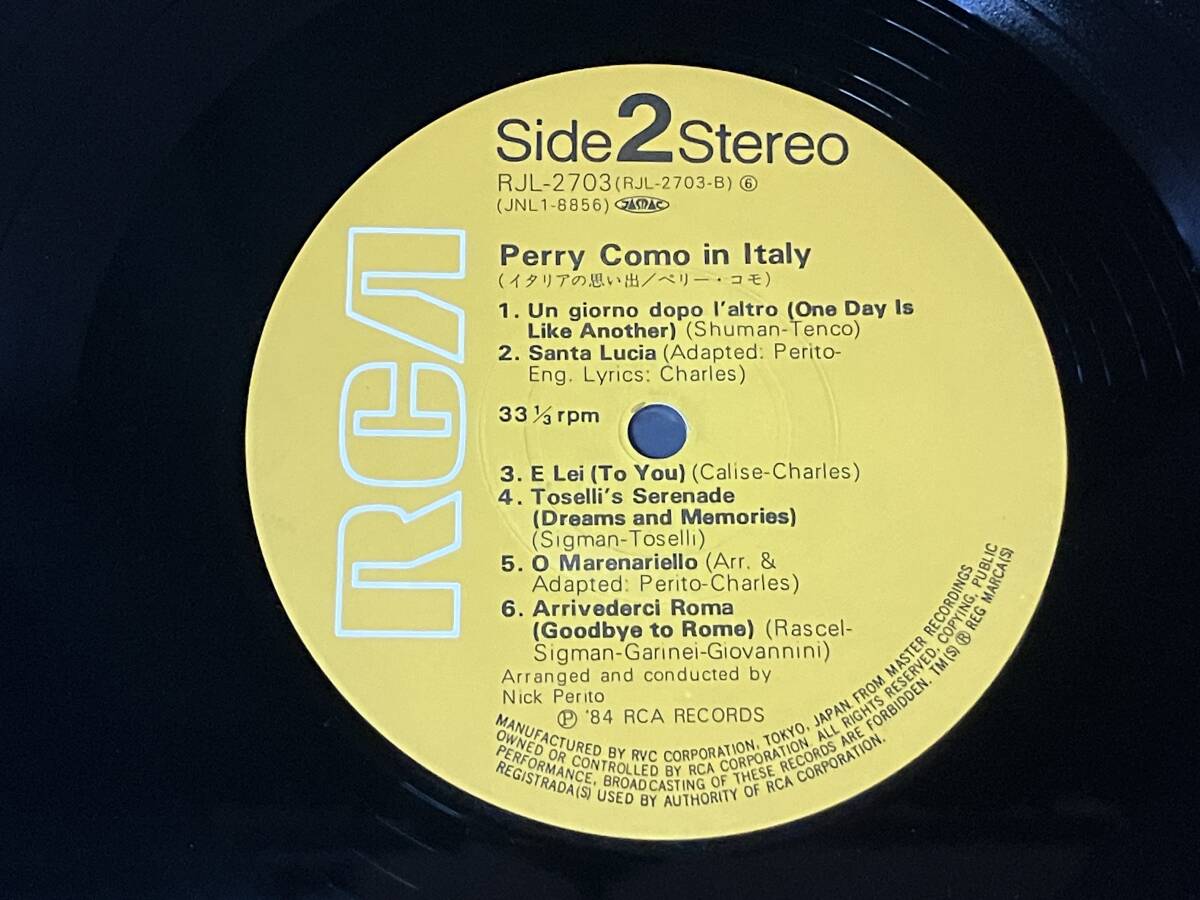 Side 2 Stereo
RJL-2703 (RJL-2703-B) ⑥
(JNL1-8856) JASRAC
RCA
Perry Como in Italy
(イタリアの思い出/ペリー・コモ)
1. Un giorno dopo l'altro (One Day Is
Like Another) (Shuman-Tenco)
2. Santa Lucia (Adapted: Perito-
Eng. Lyrics: Charles)
33 ⅓ rpm
3. E Lei (To You) (Calise-Charles)
4. Toselli's Serenade
(Dreams and Memories)
(Sigman-Toselli)
5. O Marenariello (Arr. &
Adapted: Perito-Charles)
6. Arrivederci Roma
(Goodbye to Rome) (Rascel-
Sigman-Garinei-Giovannini)
Arranged and conducted by
Nick Perito
Ⓟ '84 RCA RECORDS
MANUFACTURED BY RVC CORPORATION, TOKYO, JAPAN. FROM MASTER RECORDINGS
OWNED OR CONTROLLED BY RCA CORPORATION. ALL RIGHTS RESERVED, COPYING, PUBLIC
PERFORMANCE, BROADCASTING OF THESE RECORDS ARE FORBIDDEN. TM(S) ® REG MARCA(S)
REGISTRADA(S) USED BY AUTHORITY OF RCA CORPORATION.